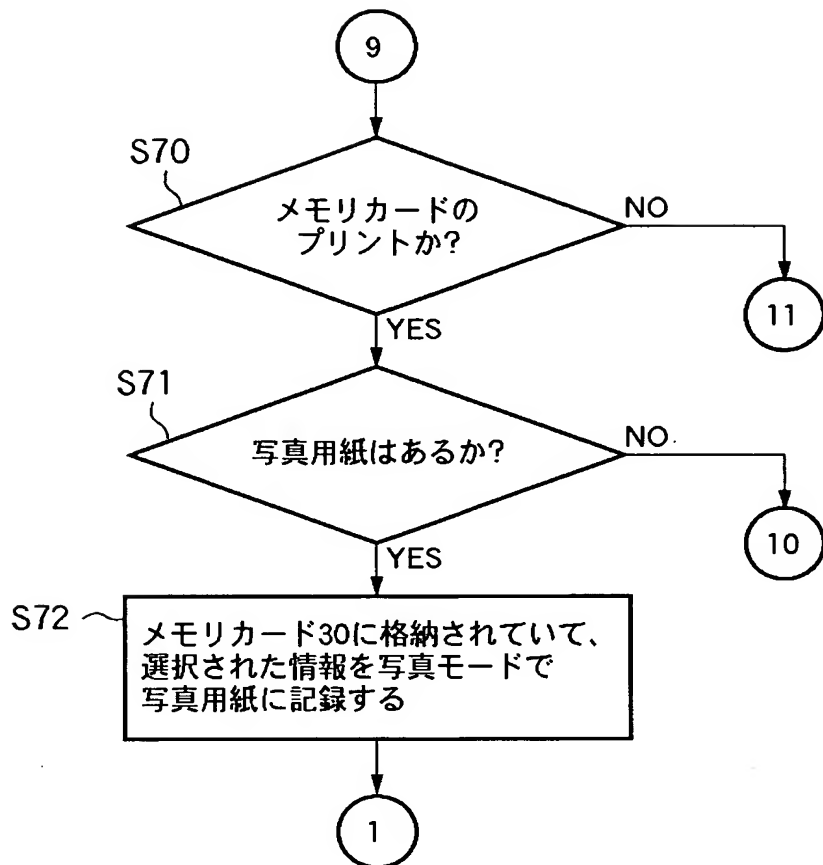 9
S70
メモリカードの
プリントか?
NO
11
YES
S71
写真用紙はあるか?
NO
10
YES
S72
メモリカード30に格納されていて、
選択された情報を写真モードで
写真用紙に記録する
1